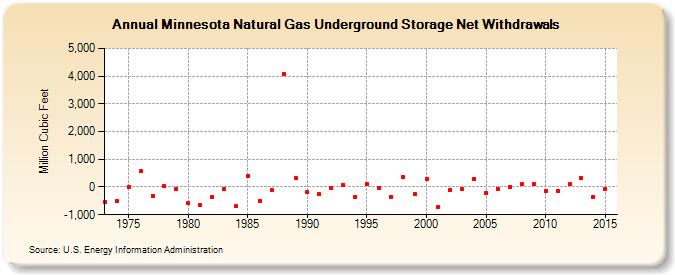 Annual Minnesota Natural Gas Underground Storage Net Withdrawals
Million Cubic Feet
5,000
4,000
3,000
2,000
1,000
0
-1,000
1975 1980 1985 1990 1995 2000 2005 2010 2015
Source: U.S. Energy Information Administration